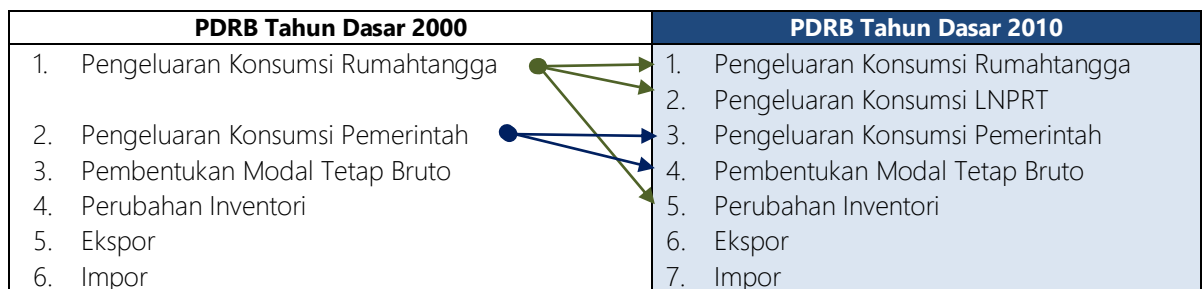 PDRB Tahun Dasar 2000
PDRB Tahun Dasar 2010
1. Pengeluaran Konsumsi Rumahtangga
2. Pengeluaran Konsumsi Pemerintah
3. Pembentukan Modal Tetap Bruto
4. Perubahan Inventori
5. Ekspor
6. Impor
1. Pengeluaran Konsumsi Rumahtangga
2. Pengeluaran Konsumsi LNPRT
3. Pengeluaran Konsumsi Pemerintah
4. Pembentukan Modal Tetap Bruto
5. Perubahan Inventori
6. Ekspor
7. Impor